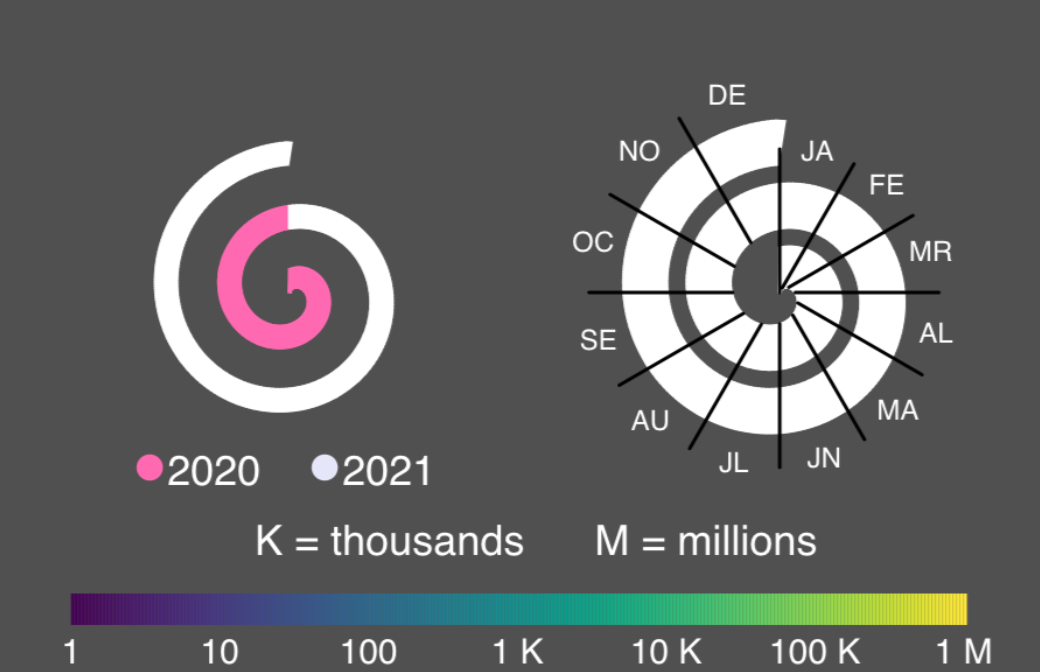 DE
NO
JA
FE
OC
MR
SE
AL
AU
MA
JL
JN
2020 2021
K = thousands M = millions
1 10 100 1 K 10 K 100 K 1 M